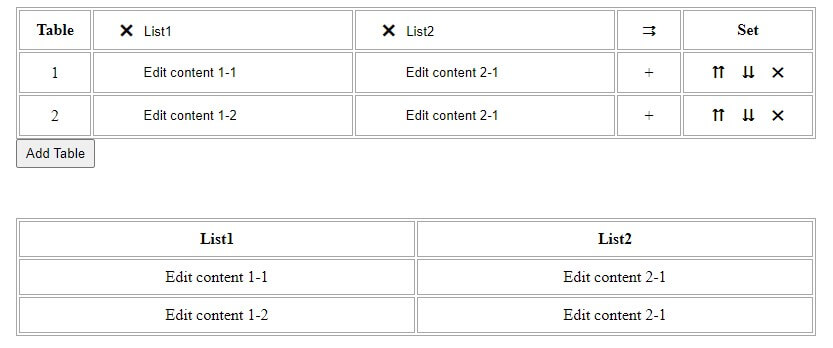 Table ✕ List1 ✕ List2 ⇉ Set
1 Edit content 1-1 Edit content 2-1 + ⇈ ⇊ ✕
2 Edit content 1-2 Edit content 2-1 + ⇈ ⇊ ✕
Add Table
List1 List2
Edit content 1-1 Edit content 2-1
Edit content 1-2 Edit content 2-1